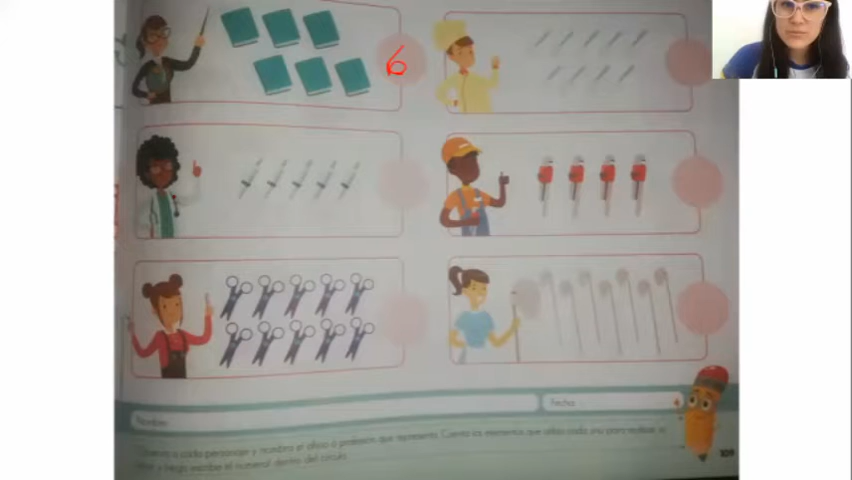 6
Nombre:
Fecha:
Observa a cada personaje y nombra el oficio o profesión que representa. Cuenta los elementos que utiliza cada uno para realizar su
labor y luego escribe el numeral dentro del círculo.
109